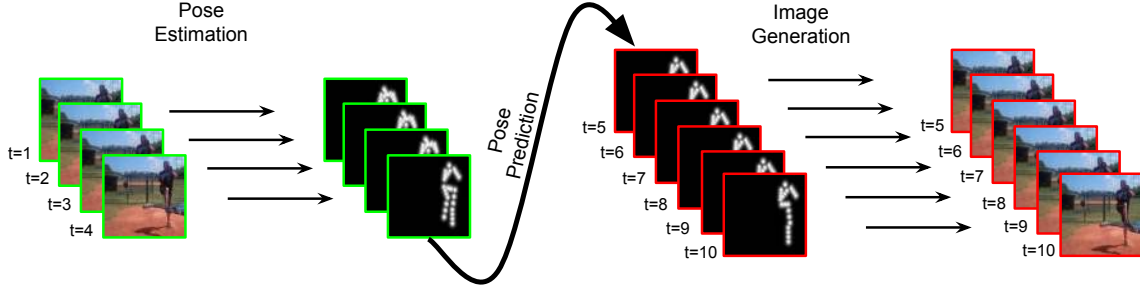 Pose
Estimation
t=1
t=2
t=3
t=4
Pose
Prediction
Image
Generation
t=5
t=6
t=7
t=8
t=9
t=10
t=5
t=6
t=7
t=8
t=9
t=10